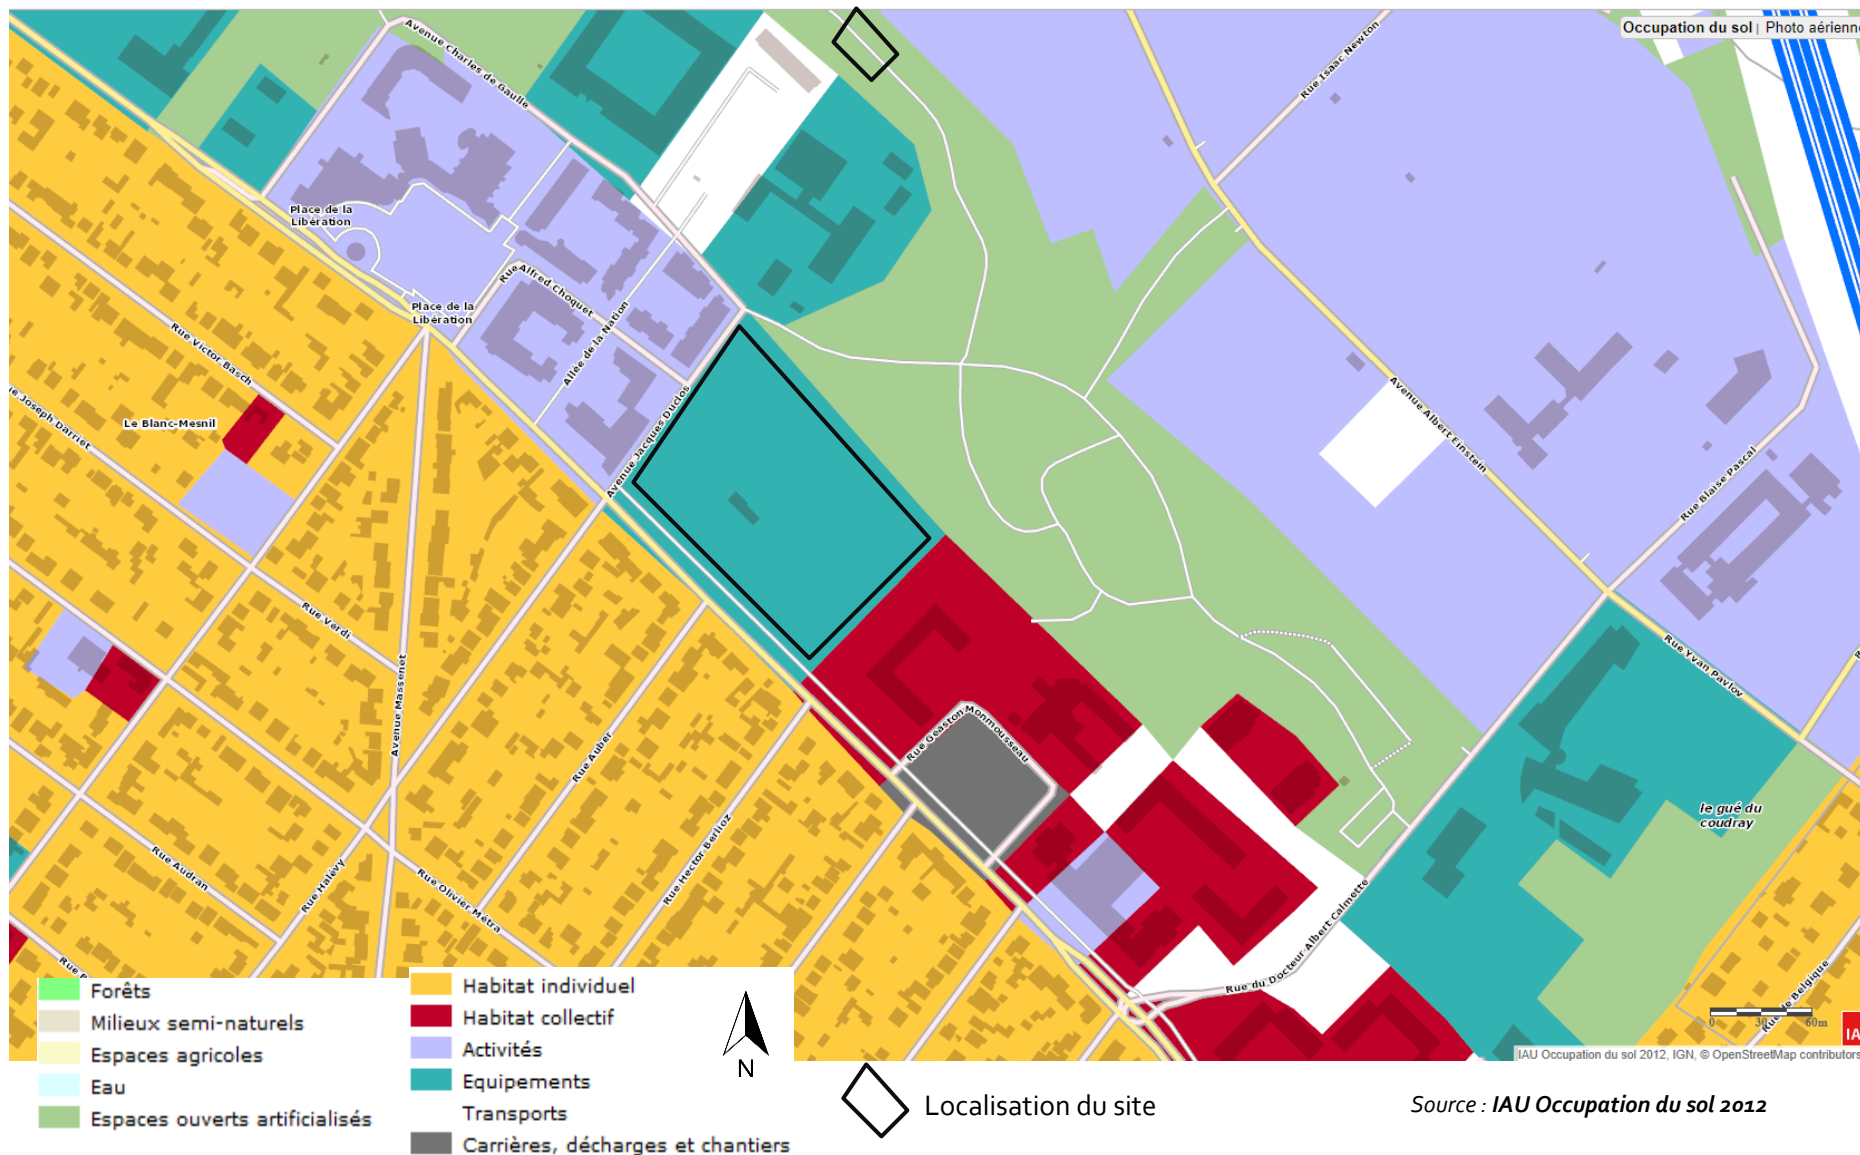 Occupation du sol | Photo aérienne
Avenue Charles de Gaulle
Rue Isaac Newton
Place de la
Libération
Rue Alfred Choquet
Place de la
Libération
Allée de la Nation
Rue Victor Basch
Avenue Jacques Duclos
Avenue Albert Einstein
Le Blanc-Mesnil
ue Joseph Darriet
Rue Blaise Pascal
Rue Verdi
Rue Yvan Pavlov
Avenue Massenet
Rue Auber
Rue Geaston Monmousseau
le gué du
coudray
Rue Hector Berlioz
Rue Audran
Rue Halévy
Rue Olivier Métra
Rue du Docteur Albert Calmette
Rue de Belgique
0 30 60m
IA
IAU Occupation du sol 2012, IGN, © OpenStreetMap contributors
Forêts
Milieux semi-naturels
Espaces agricoles
Eau
Espaces ouverts artificialisés
Habitat individuel
Habitat collectif
Activités
Equipements
Transports
Carrières, décharges et chantiers
N
Localisation du site
Source : IAU Occupation du sol 2012